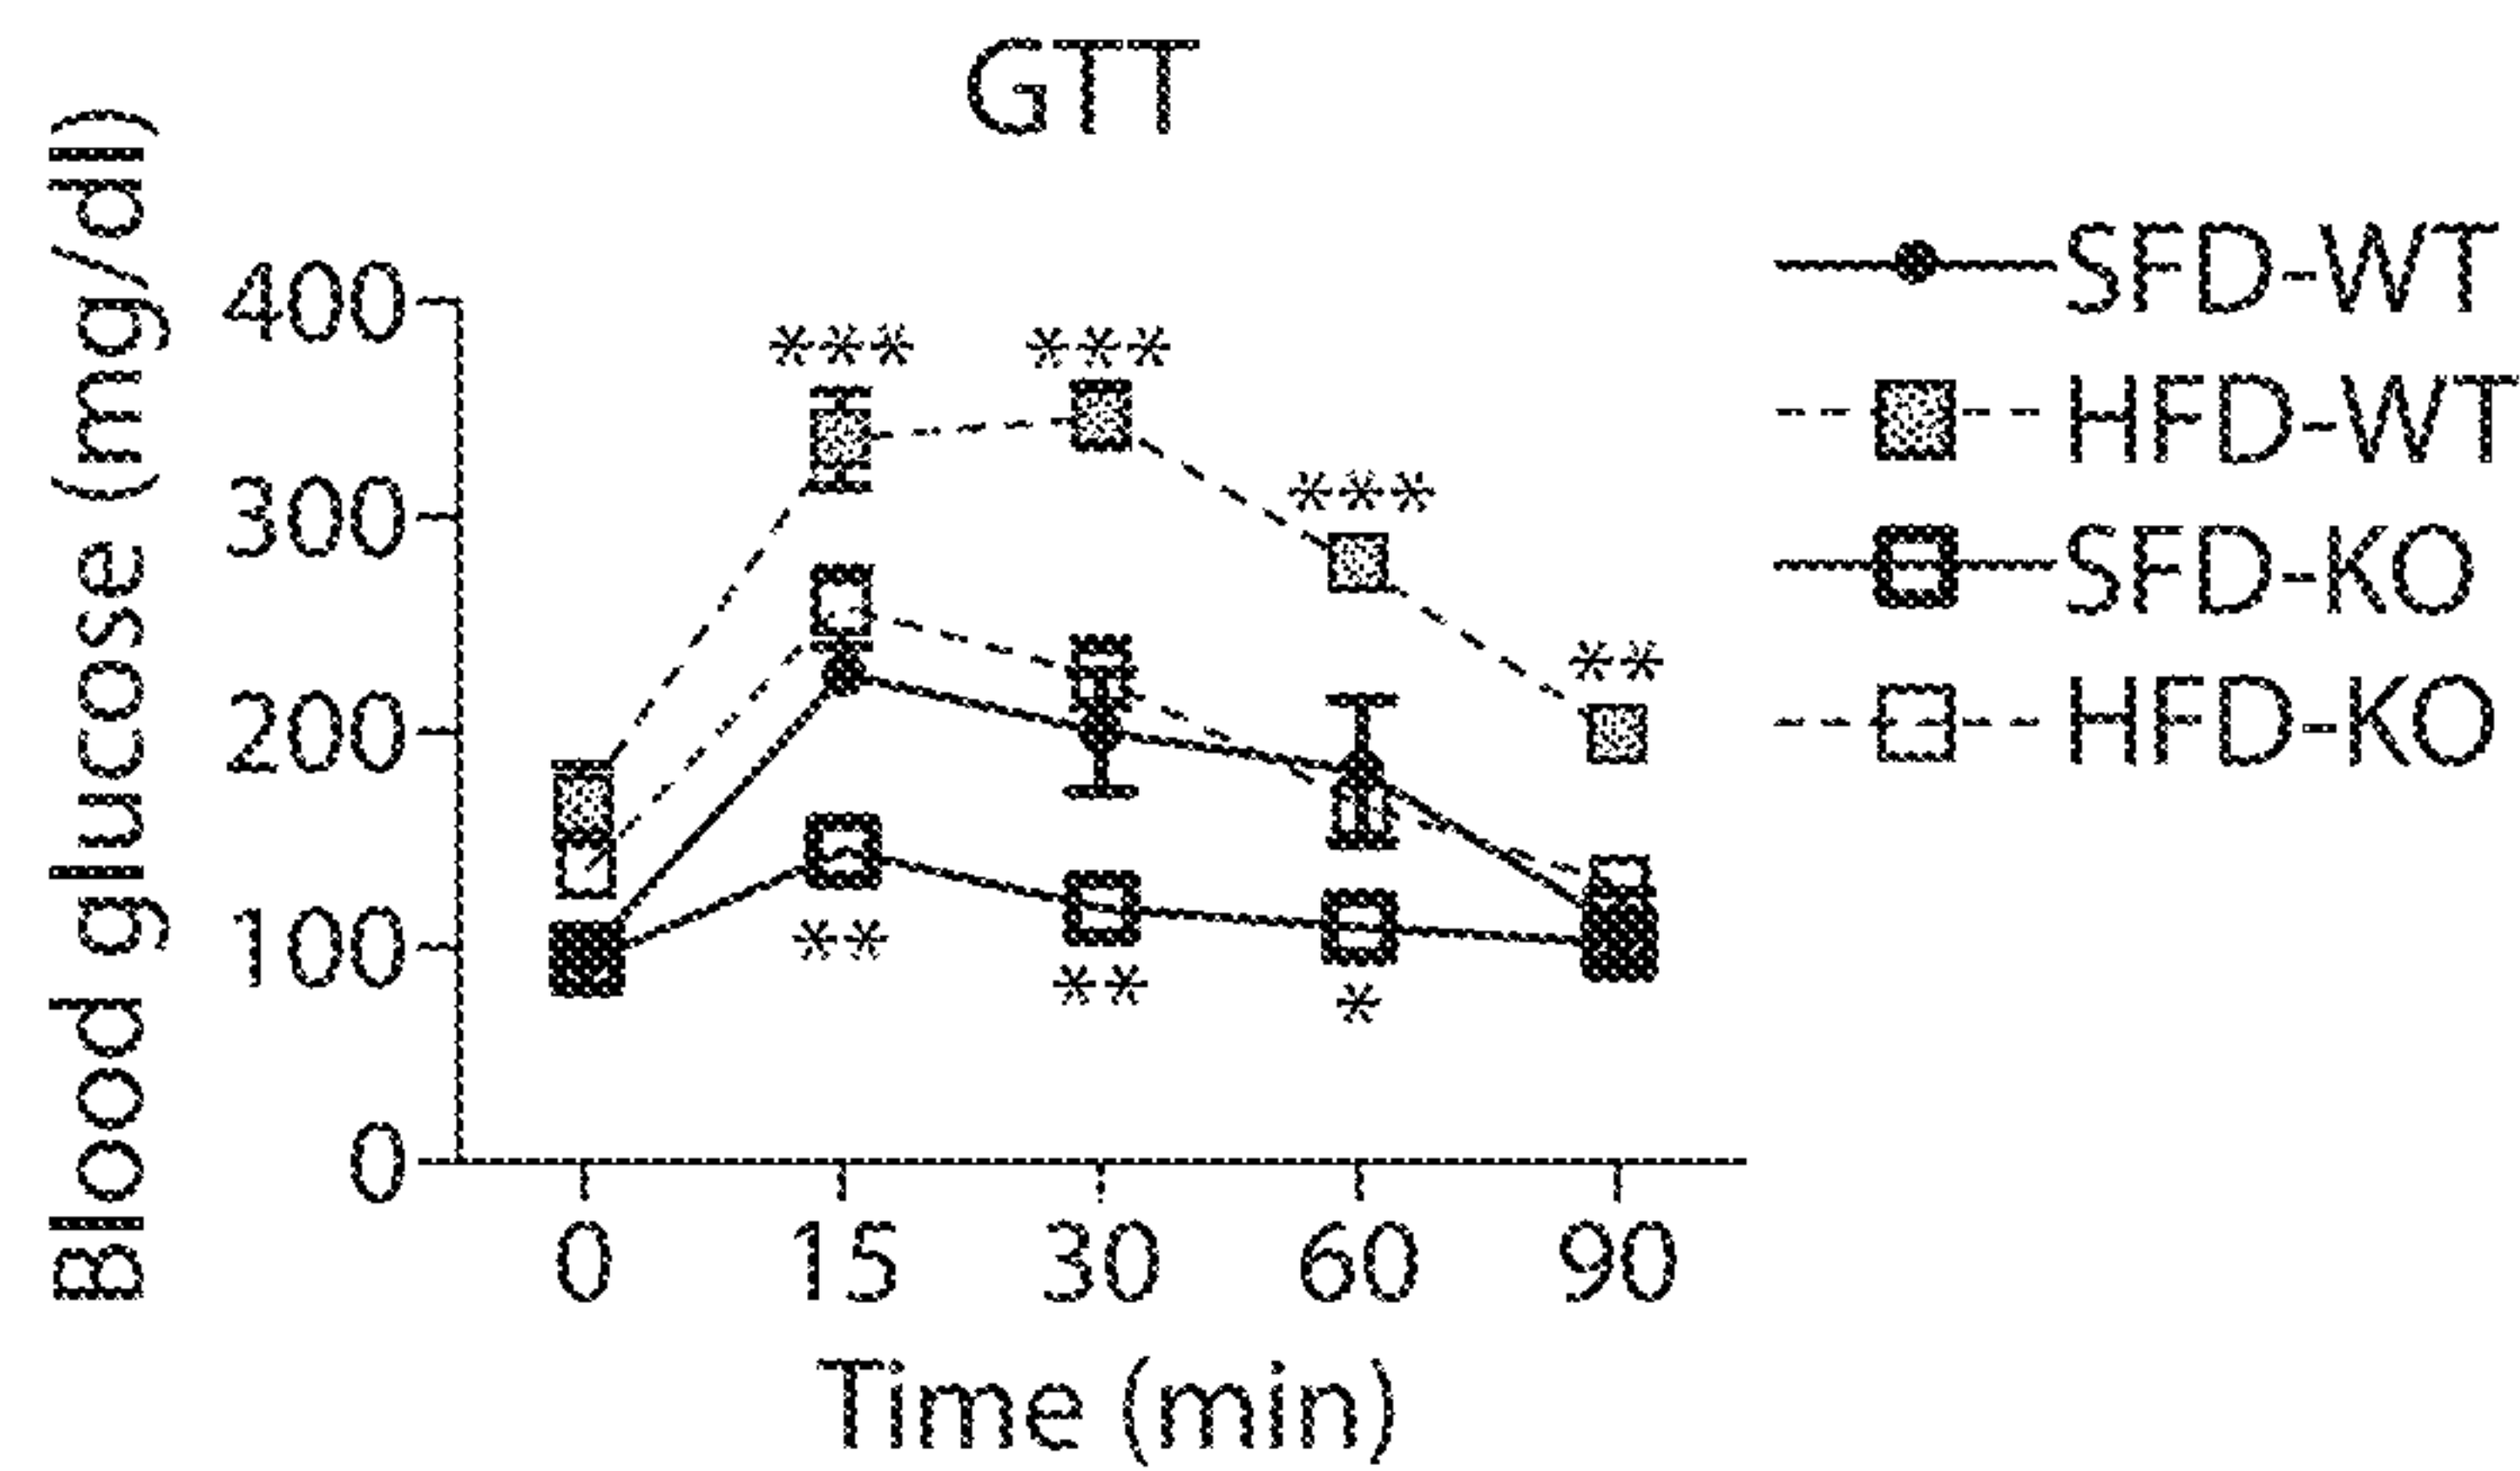 GTT
Blood glucose (mg/dl)
400
300
200
100
0
*** ***
***
**
**
**
*
0 15 30 60 90
Time (min)
SFD-WT
HFD-WT
SFD-KO
HFD-KO